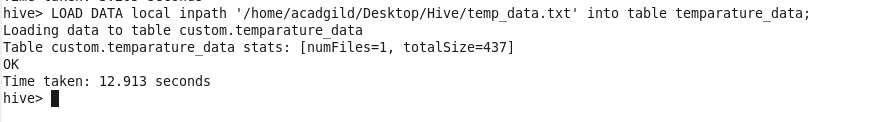 hive> LOAD DATA local inpath '/home/acadgild/Desktop/Hive/temp_data.txt' into table temparature_data;
Loading data to table custom.temparature_data
Table custom.temparature_data stats: [numFiles=1, totalSize=437]
OK
Time taken: 12.913 seconds
hive>